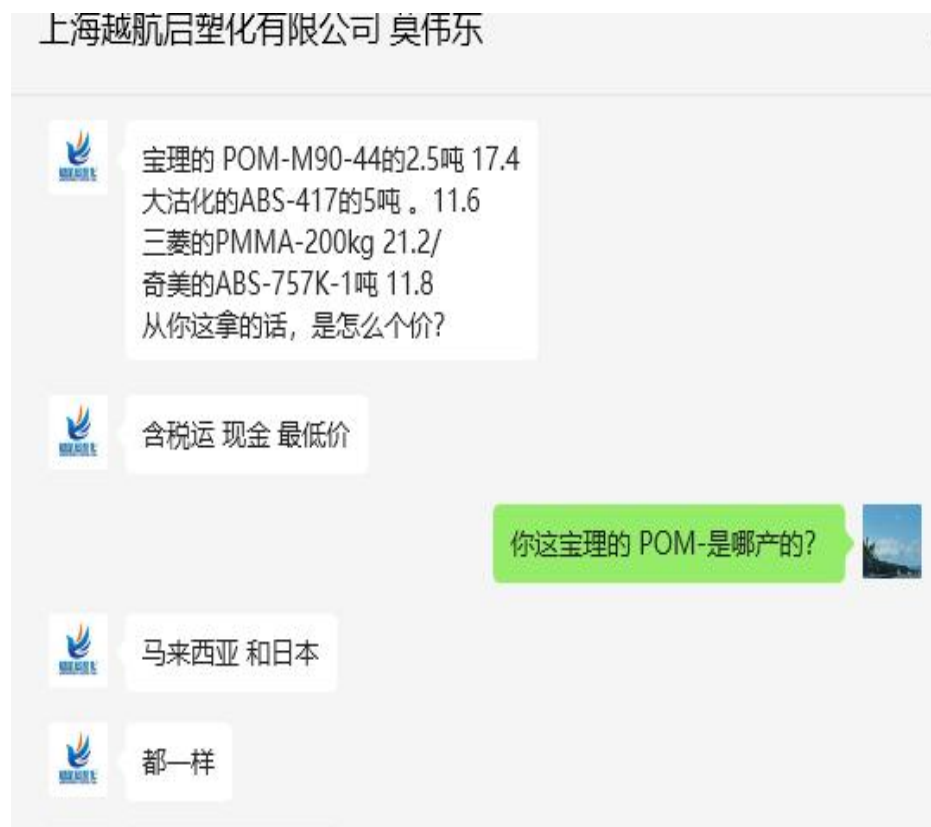 上海越航启塑化有限公司 莫伟东
宝理的 POM-M90-44的2.5吨 17.4
大沽化的ABS-417的5吨 。11.6
三菱的PMMA-200kg 21.2/
奇美的ABS-757K-1吨 11.8
从你这拿的话，是怎么个价?
含税运 现金 最低价
你这宝理的 POM-是哪产的?
马来西亚 和日本
都一样